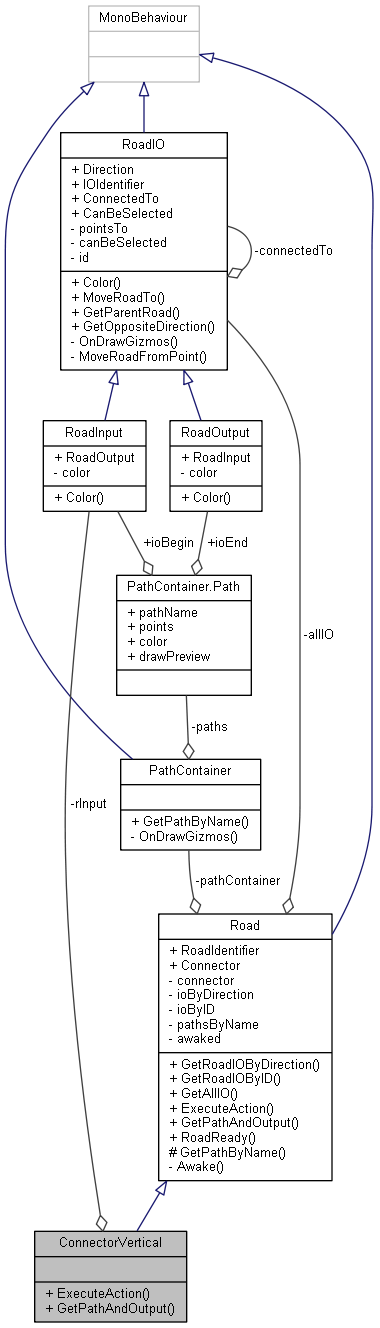 MonoBehaviour
RoadIO
+ Direction
+ IOIdentifier
+ ConnectedTo
+ CanBeSelected
- pointsTo
- canBeSelected
- id
+ Color()
+ MoveRoadTo()
+ GetParentRoad()
+ GetOppositeDirection()
- OnDrawGizmos()
- MoveRoadFromPoint()
-connectedTo
RoadInput
+ RoadOutput
- color
+ Color()
RoadOutput
+ RoadInput
- color
+ Color()
+ioBegin
+ioEnd
PathContainer.Path
+ pathName
+ points
+ color
+ drawPreview
-allIO
-paths
PathContainer
+ GetPathByName()
- OnDrawGizmos()
-rInput
-pathContainer
Road
+ RoadIdentifier
+ Connector
- connector
- ioByDirection
- ioByID
- pathsByName
- awaked
+ GetRoadIOByDirection()
+ GetRoadIOByID()
+ GetAllIO()
+ ExecuteAction()
+ GetPathAndOutput()
+ RoadReady()
# GetPathByName()
- Awake()
ConnectorVertical
+ ExecuteAction()
+ GetPathAndOutput()